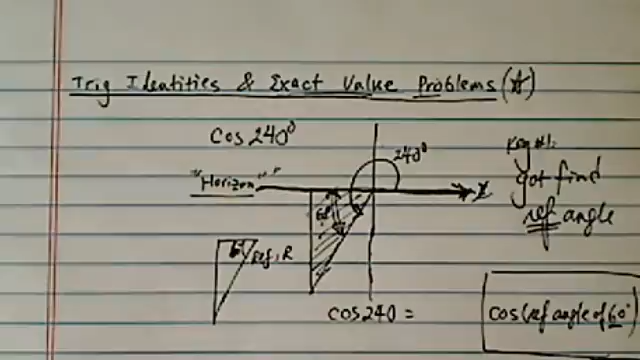 Trig Identities & Exact Value Problems (A)
Cos 240°
240°
Key #1:
"Horizon"
got find
ref angle
60
x
60
Ref, R
cos 240 =
cos(ref angle of 60°)